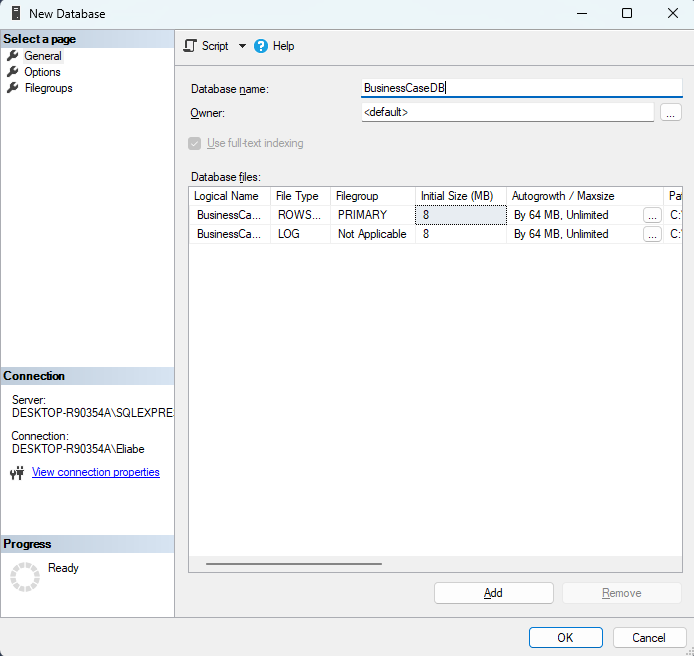 New Database
Select a page
General
Options
Filegroups
Script Help
Database name: BusinessCaseDB
Owner: <default> ...
Use full-text indexing
Database files:
Logical Name File Type Filegroup Initial Size (MB) Autogrowth / Maxsize Pa
BusinessCa... ROWS... PRIMARY 8 By 64 MB, Unlimited ... C:\
BusinessCa... LOG Not Applicable 8 By 64 MB, Unlimited ... C:\
Connection
Server:
DESKTOP-R90354A\SQLEXPRE
Connection:
DESKTOP-R90354A\Eliabe
View connection properties
Progress
Ready
Add Remove
OK Cancel